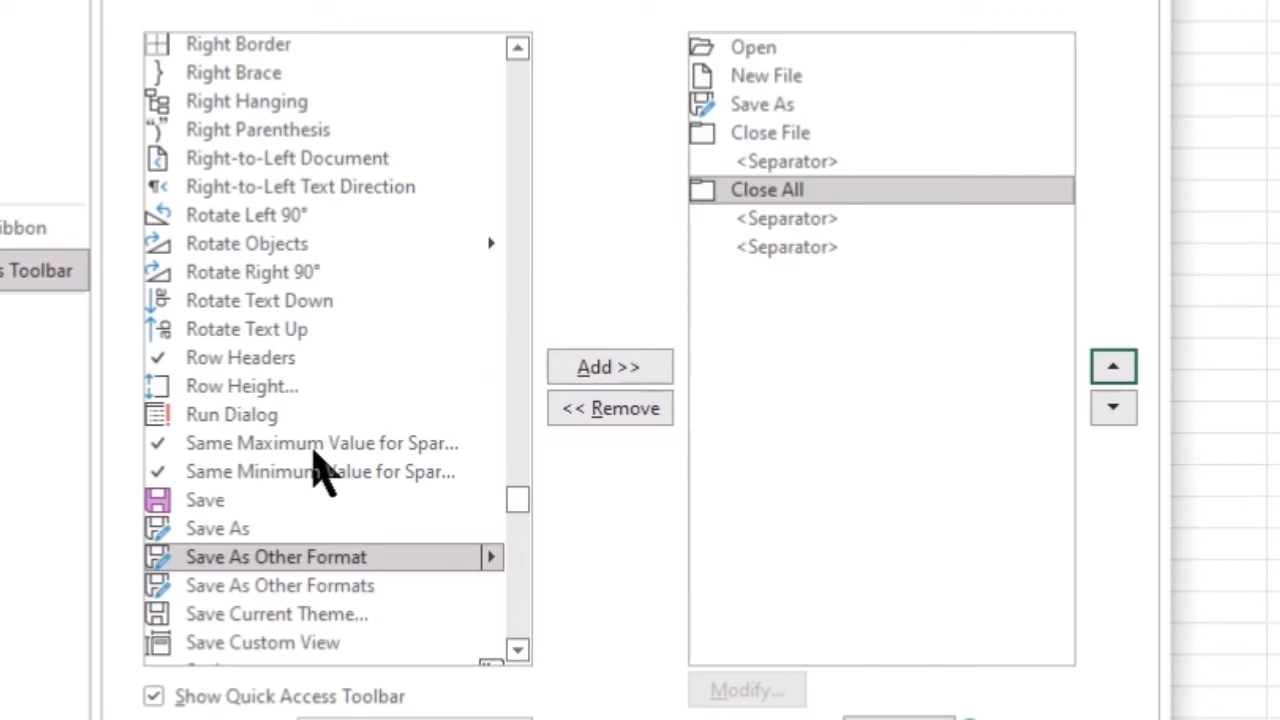 ibbon
s Toolbar
Right Border
Right Brace
Right Hanging
Right Parenthesis
Right-to-Left Document
Right-to-Left Text Direction
Rotate Left 90°
Rotate Objects
Rotate Right 90°
Rotate Text Down
Rotate Text Up
Row Headers
Row Height...
Run Dialog
Same Maximum Value for Spar...
Same Minimum Value for Spar...
Save
Save As
Save As Other Format
Save As Other Formats
Save Current Theme...
Save Custom View
Show Quick Access Toolbar
Add >>
<< Remove
Open
New File
Save As
Close File
<Separator>
Close All
<Separator>
<Separator>
Modify...